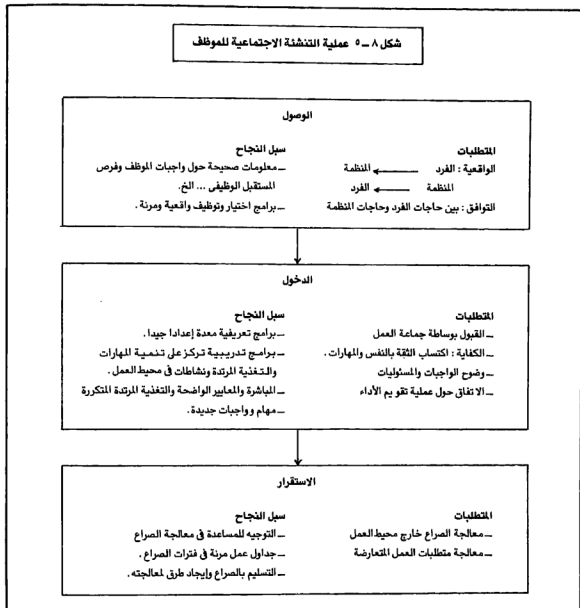 شكل ٨ – ٥ عملية التنشئة الاجتماعية للموظف
الوصول
المتطلبات
الواقعية : الفرد ← المنظمة
المنظمة ← الفرد
التوافق : بين حاجات الفرد وحاجات المنظمة
سبل النجاح
– معلومات صحيحة حول واجبات الموظف وفرص
المستقبل الوظيفى ... الخ.
– برامج اختيار وتوظيف واقعية ومرنة .
الدخول
المتطلبات
– القبول بوساطة جماعة العمل
– الكفاية : اكتساب الثقة بالنفس والمهارات .
– وضوح الواجبات والمسئوليات
– الاتفاق حول عملية تقويم الأداء
سبل النجاح
– برامج تعريفية معدة إعدادا جيدا .
– برامج تدريبية تركز على تنمية المهارات
والتغذية المرتدة ونشاطات فى محيط العمل .
– المباشرة والمعايير الواضحة والتغذية المرتدة المتكررة
– مهام وواجبات جديدة .
الاستقرار
المتطلبات
– معالجة الصراع خارج محيط العمل
– معالجة متطلبات العمل المتعارضة
سبل النجاح
– التوجيه للمساعدة فى معالجة الصراع
– جداول عمل مرنة فى فترات الصراع .
– التسليم بالصراع وإيجاد طرق لمعالجته .